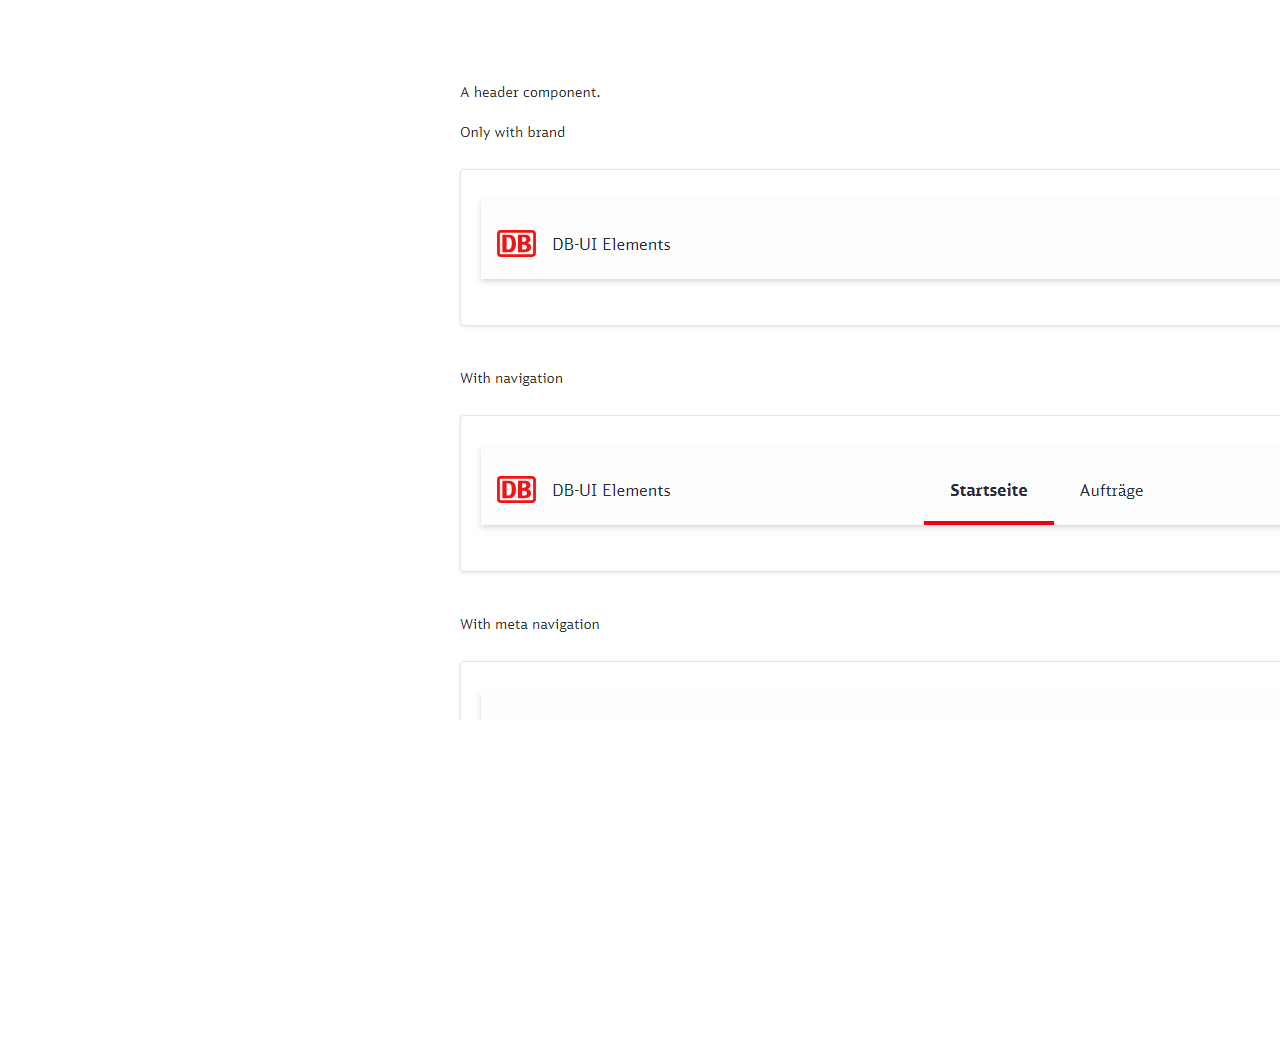 A header component.
Only with brand
DB DB-UI Elements
With navigation
DB DB-UI Elements Startseite Aufträge
With meta navigation